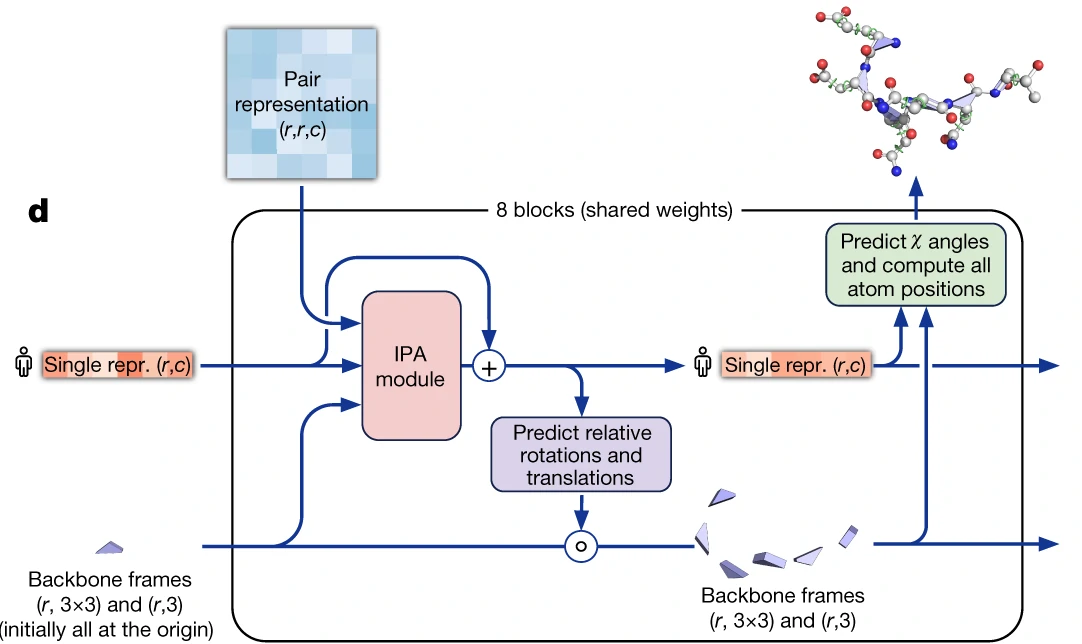 Pair
representation
(r,r,c)
d
8 blocks (shared weights)
Predict χ angles
and compute all
atom positions
Single repr. (r,c)
IPA
module
+
Single repr. (r,c)
Predict relative
rotations and
translations
Backbone frames
(r, 3×3) and (r,3)
(initially all at the origin)
Backbone frames
(r, 3×3) and (r,3)